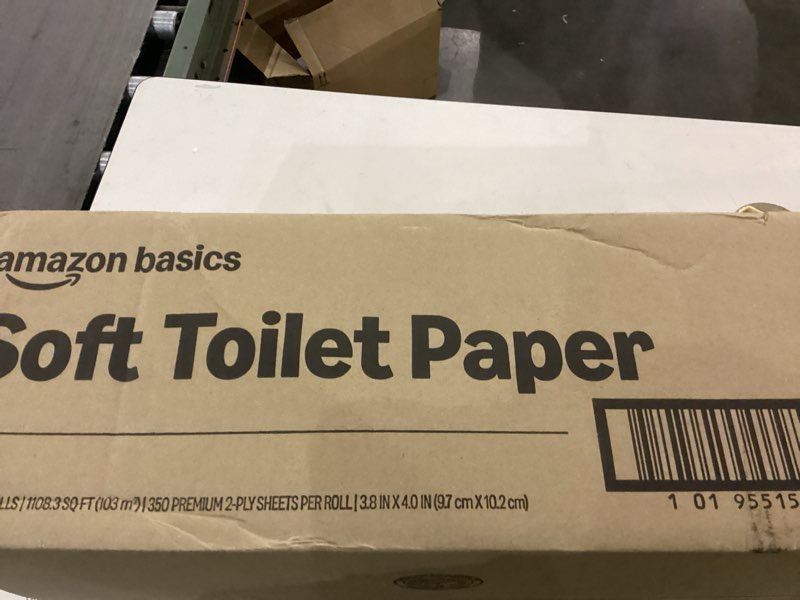 amazon basics
Soft Toilet Paper
LLS | 1108.3 SQ FT (103 m²) | 350 PREMIUM 2-PLY SHEETS PER ROLL | 3.8 IN X 4.0 IN (9.7 cm X 10.2 cm)
1 01 95515